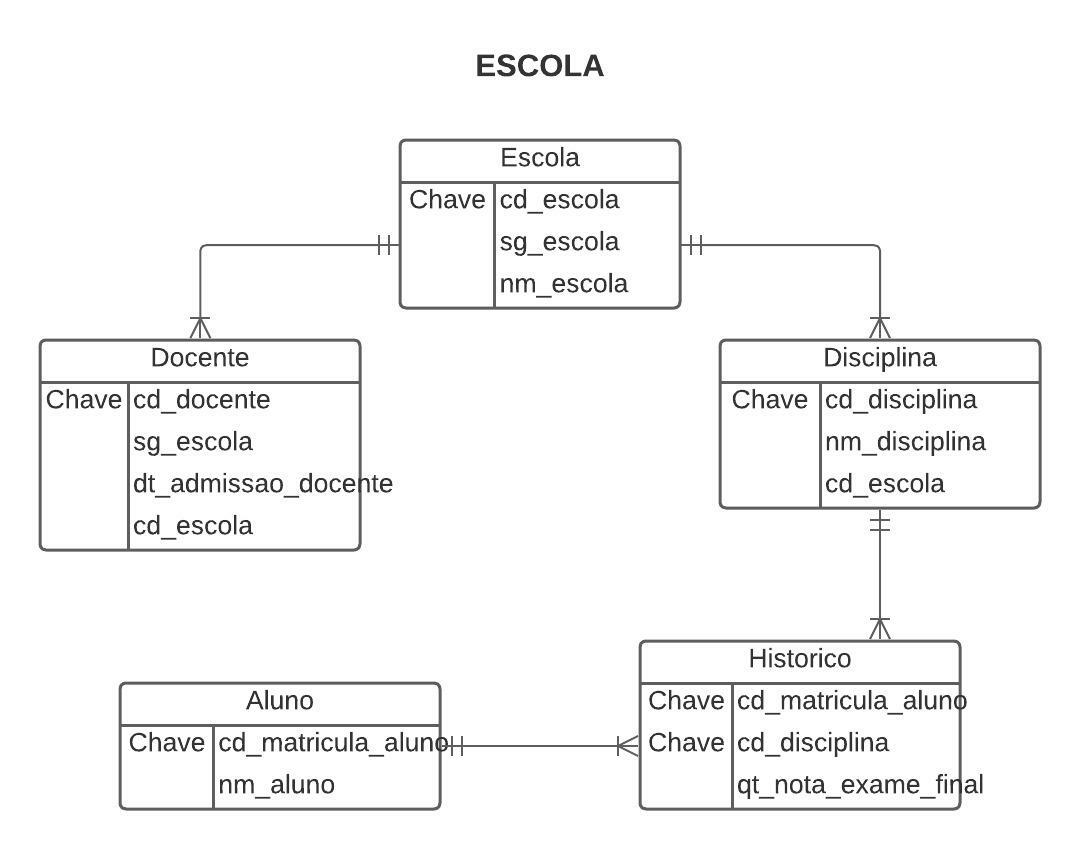 ESCOLA
Escola
Chave cd_escola
sg_escola
nm_escola
Docente
Chave cd_docente
sg_escola
dt_admissao_docente
cd_escola
Disciplina
Chave cd_disciplina
nm_disciplina
cd_escola
Aluno
Chave cd_matricula_aluno
nm_aluno
Historico
Chave cd_matricula_aluno
Chave cd_disciplina
qt_nota_exame_final